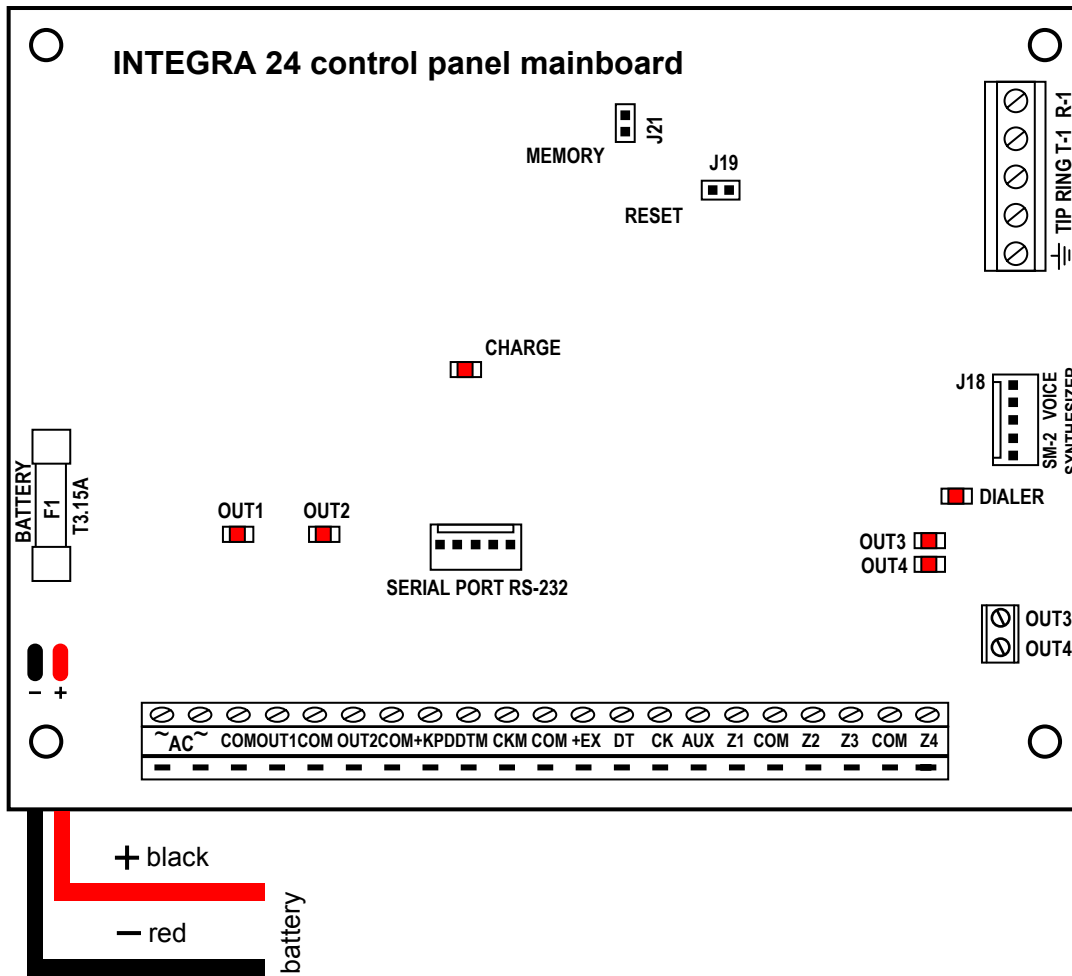 INTEGRA 24 control panel mainboard
J21
MEMORY
J19
RESET
TIP RING T-1 R-1
CHARGE
J18
SM-2 VOICE
SYNTHESIZER
BATTERY
F1
T3.15A
DIALER
OUT1 OUT2
OUT3
OUT4
SERIAL PORT RS-232
OUT3
OUT4
− +
~AC~ COM OUT1 COM OUT2 COM +KPD DTM CKM COM +EX DT CK AUX Z1 COM Z2 Z3 COM Z4
+ black
− red
battery